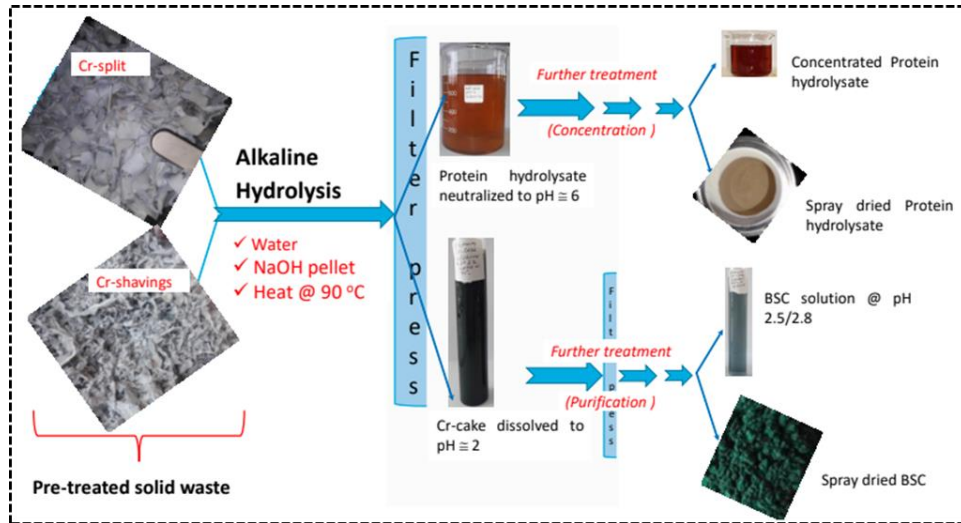 Cr-split
Cr-shavings
Pre-treated solid waste
Alkaline
Hydrolysis
✓ Water
✓ NaOH pellet
✓ Heat @ 90 °C
Filter press
Protein hydrolysate
neutralized to pH ≅ 6
Cr-cake dissolved to
pH ≅ 2
Further treatment
(Concentration )
Concentrated Protein
hydrolysate
Spray dried Protein
hydrolysate
Further treatment
(Purification )
Filt press
BSC solution @ pH
2.5/2.8
Spray dried BSC